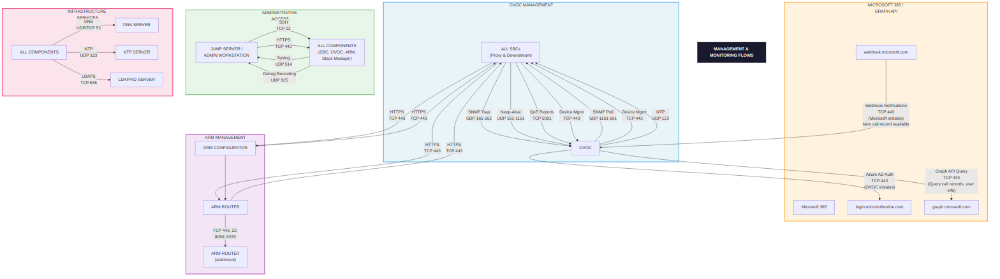 INFRASTRUCTURE
SERVICES
DNS
UDP/TCP 53
DNS SERVER
ALL COMPONENTS
NTP
UDP 123
NTP SERVER
LDAPS
TCP 636
LDAP/AD SERVER
ADMINISTRATIVE
ACCESS
SSH
TCP 22
JUMP SERVER /
ADMIN WORKSTATION
HTTPS
TCP 443
ALL COMPONENTS
(SBC, OVOC, ARM,
Stack Manager)
Syslog
UDP 514
Debug Recording
UDP 925
OVOC MANAGEMENT
ALL SBCs
(Proxy & Downstream)
HTTPS
TCP 443
HTTPS
TCP 443
SNMP Trap
UDP 161-162
Keep-Alive
UDP 161-1161
QoE Reports
TCP 5001
Device Mgmt
TCP 443
SNMP Poll
UDP 1161-161
Device Mgmt
TCP 443
NTP
UDP 123
HTTPS
TCP 443
HTTPS
TCP 443
OVOC
MANAGEMENT &
MONITORING FLOWS
MICROSOFT 365 /
GRAPH API
webhook.microsoft.com
Webhook Notifications
TCP 443
(Microsoft initiates)
New call record available
Azure AD Auth
TCP 443
(OVOC initiates)
Graph API Query
TCP 443
(Query call records, user
info)
Microsoft 365
login.microsoftonline.com
graph.microsoft.com
ARM MANAGEMENT
ARM CONFIGURATOR
ARM ROUTER
TCP 443, 22,
8080, 6379
ARM ROUTER
(Additional)